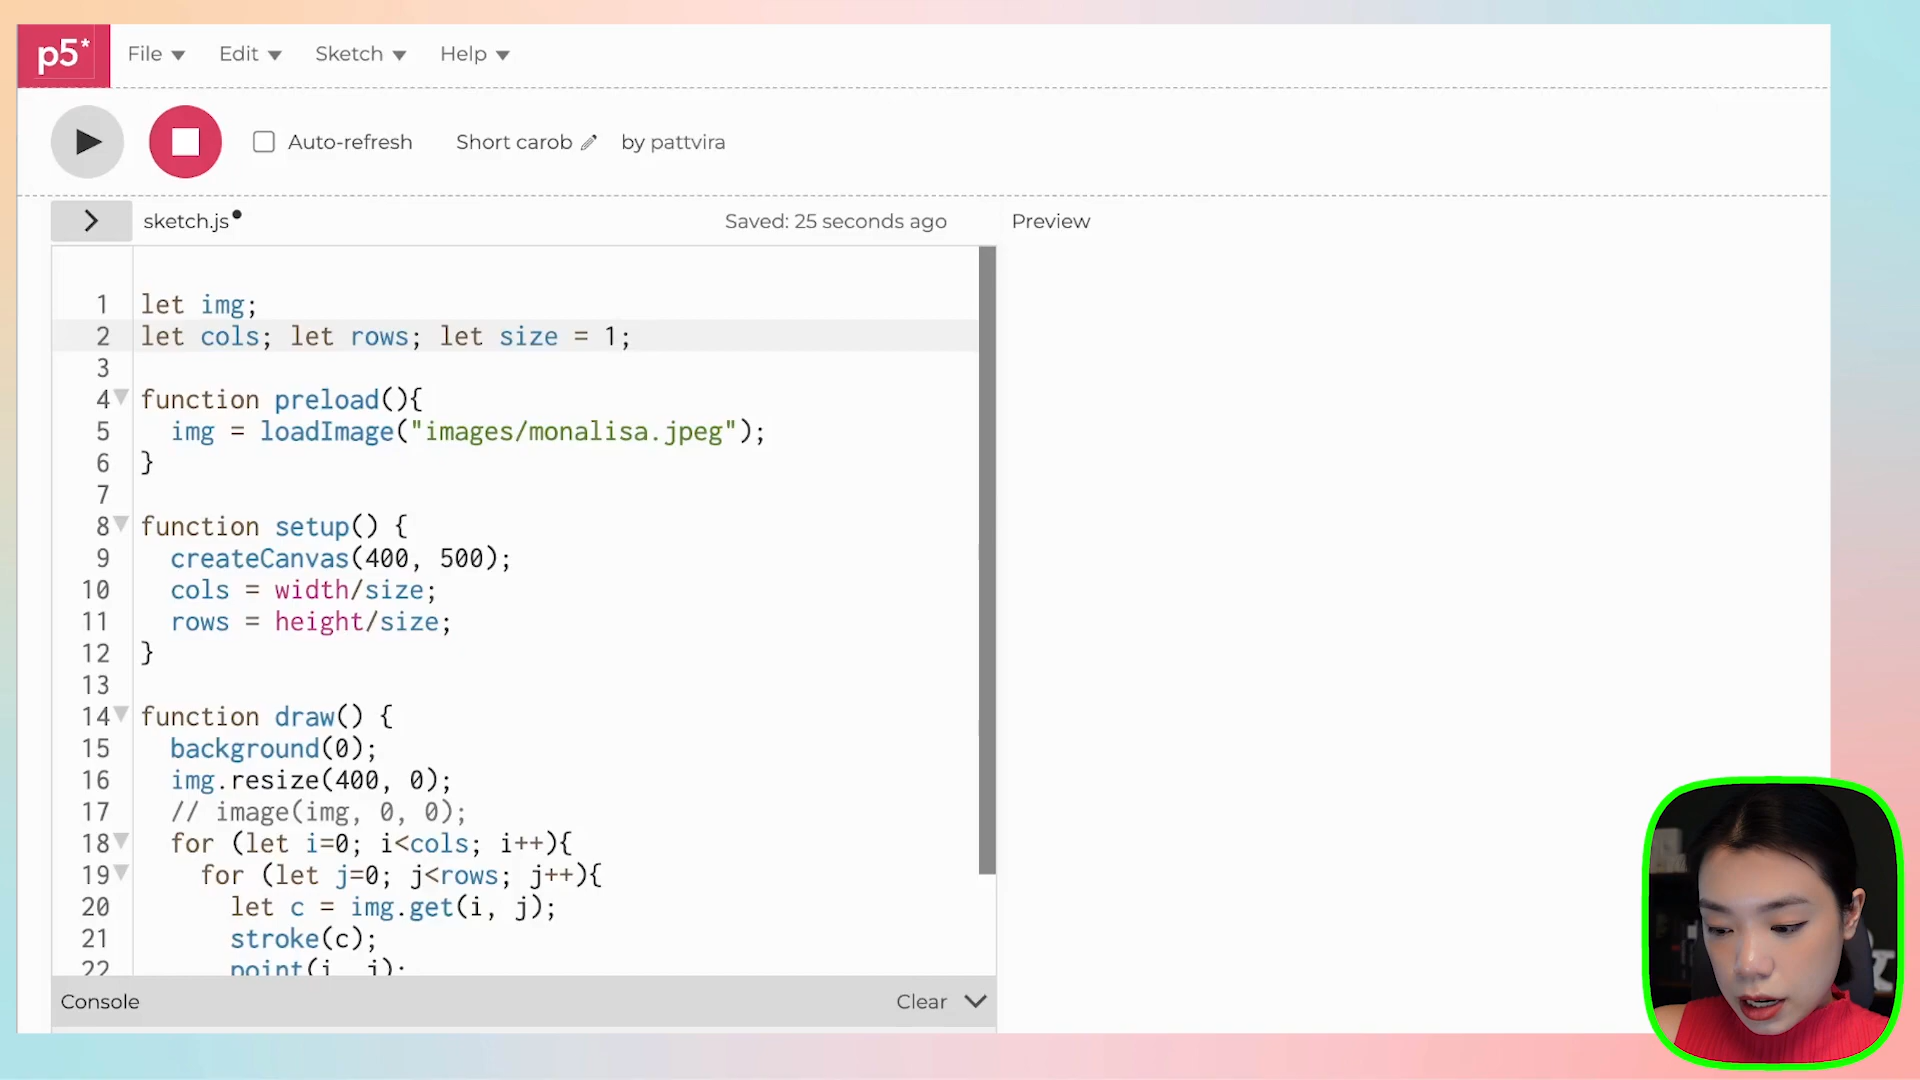 p5* File Edit Sketch Help
Auto-refresh Short carob by pattvira
sketch.js Saved: 25 seconds ago Preview
1 let img;
2 let cols; let rows; let size = 1;
3
4 function preload(){
5 img = loadImage("images/monalisa.jpeg");
6 }
7
8 function setup() {
9 createCanvas(400, 500);
10 cols = width/size;
11 rows = height/size;
12 }
13
14 function draw() {
15 background(0);
16 img.resize(400, 0);
17 // image(img, 0, 0);
18 for (let i=0; i<cols; i++){
19 for (let j=0; j<rows; j++){
20 let c = img.get(i, j);
21 stroke(c);
22 point(i, j);
Console Clear